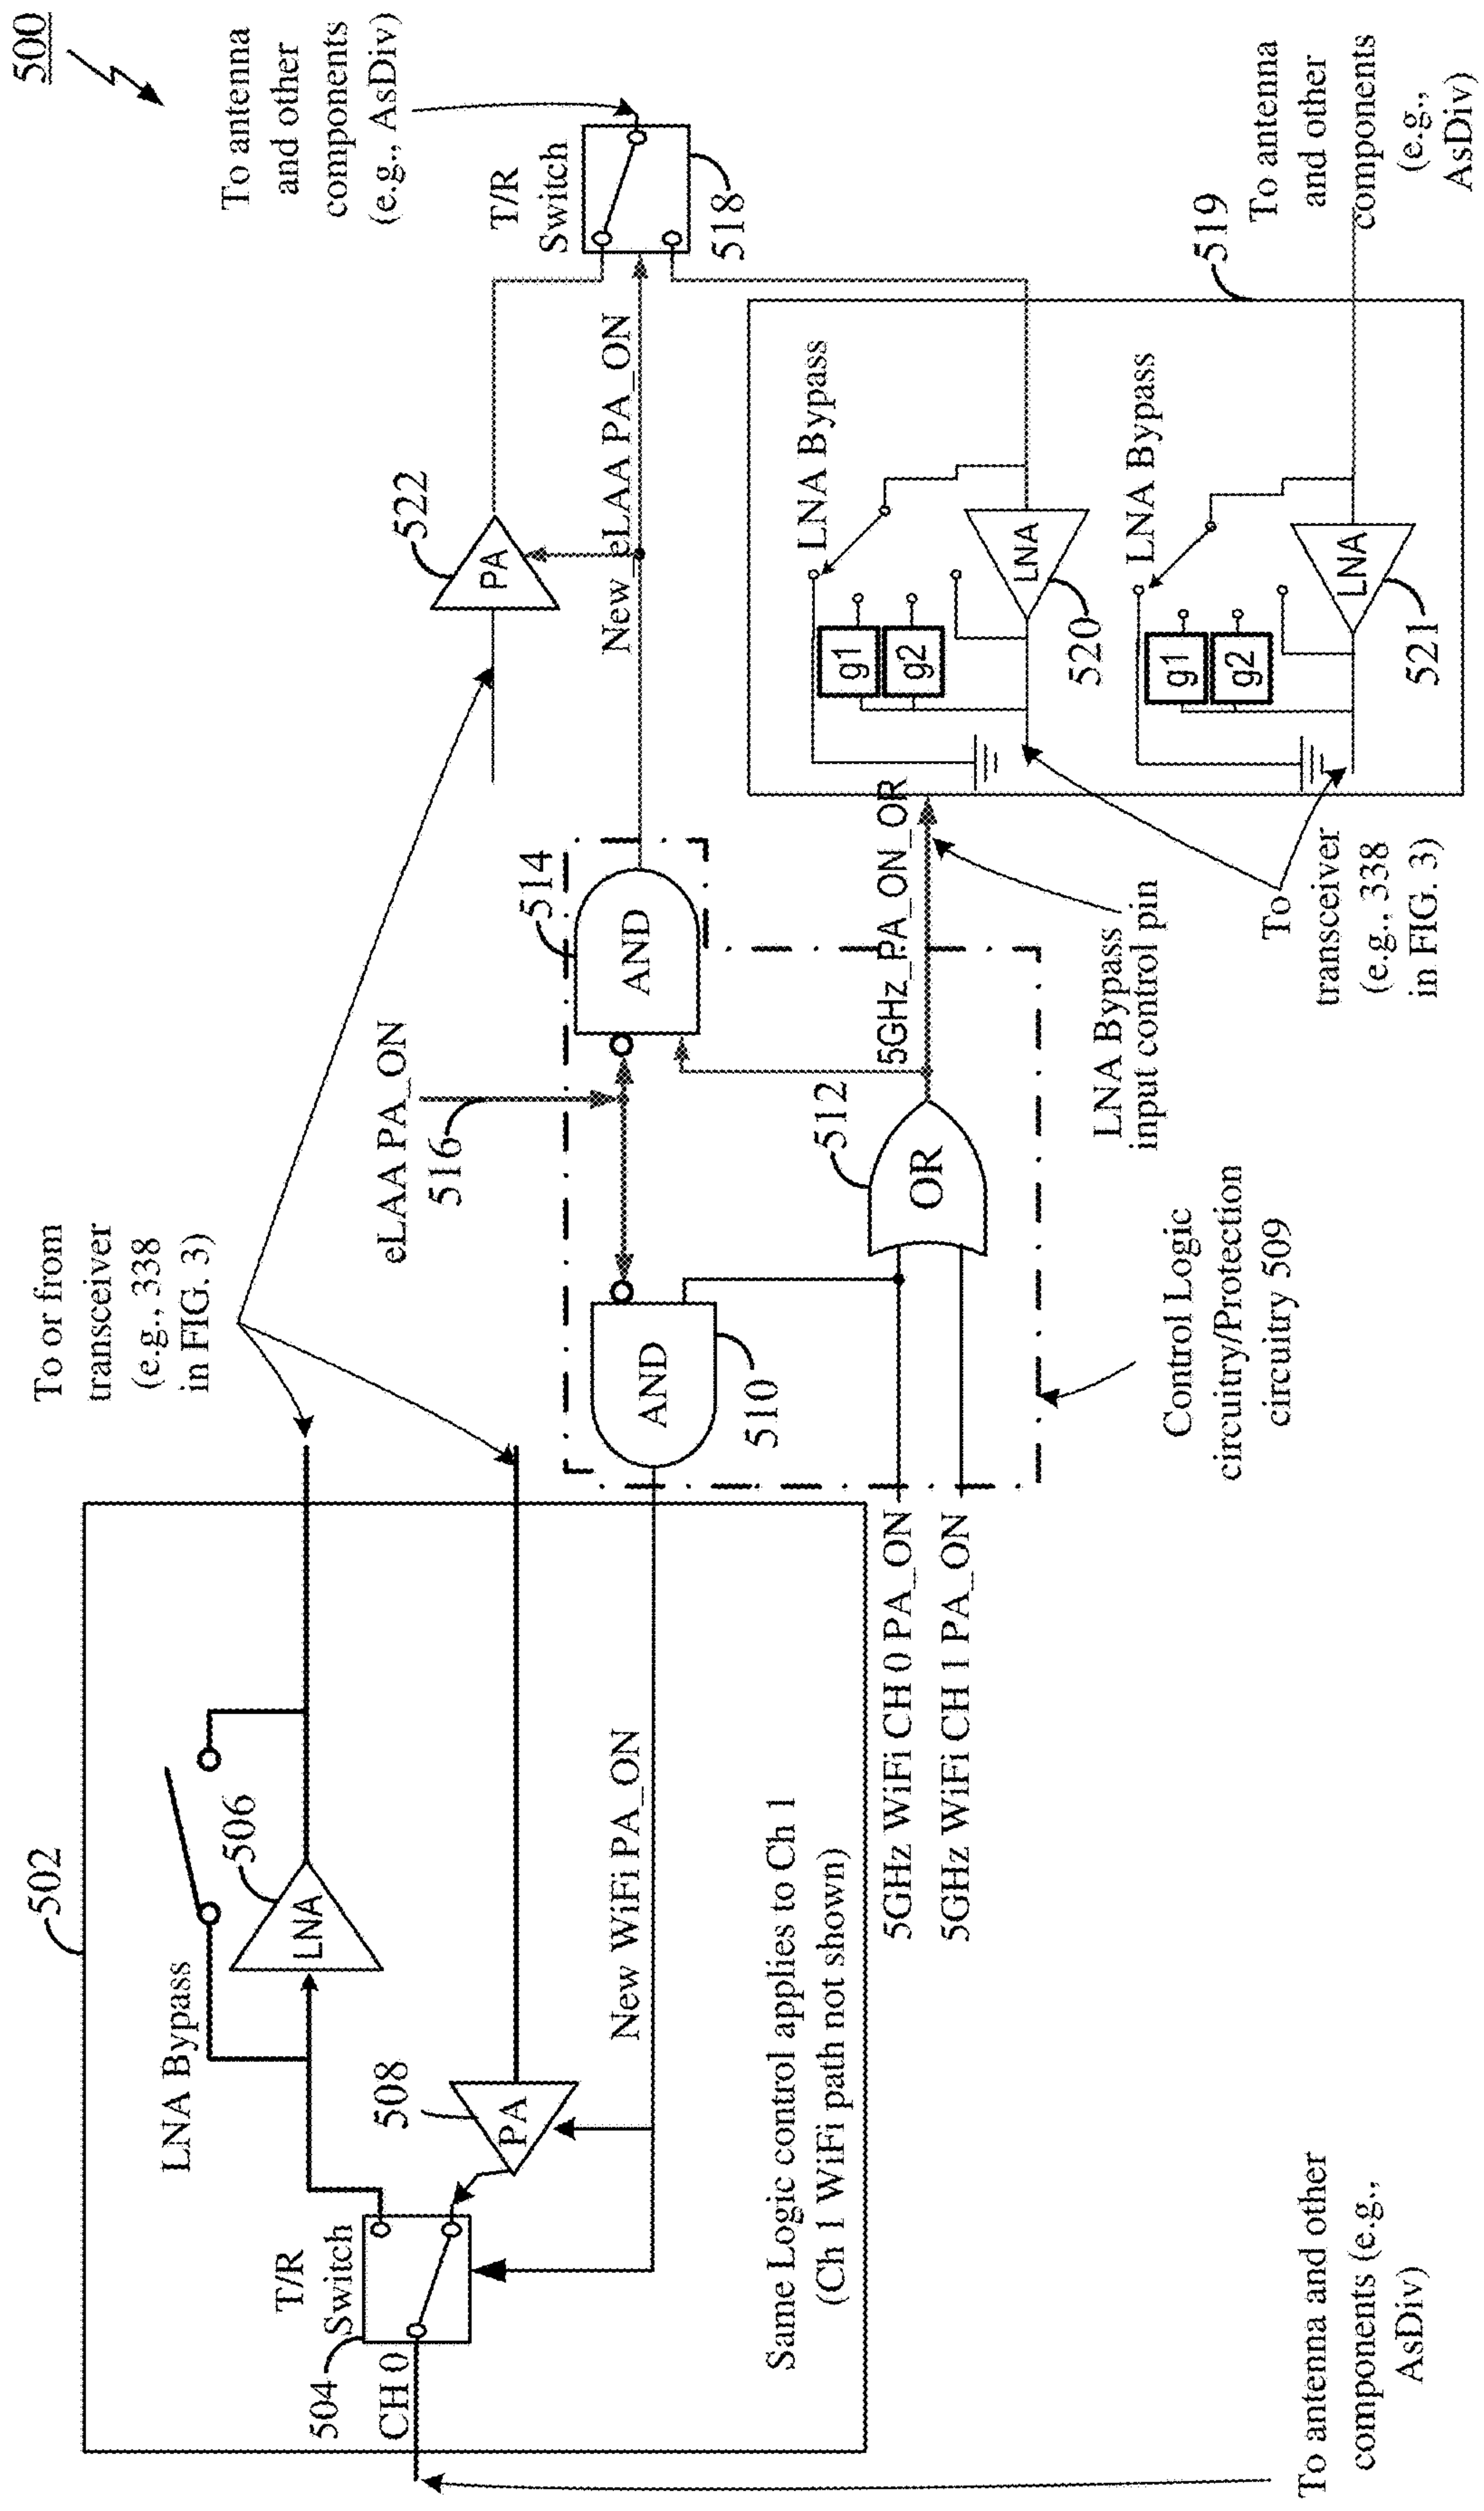 500
To antenna
and other
components
(e.g., AsDiv)
T/R
Switch
518
522
PA
New_eLAA PA_ON
519
To antenna
and other
components
(e.g.,
AsDiv)
LNA Bypass
g1
g2
LNA
520
LNA Bypass
g1
g2
LNA
521
To
transceiver
(e.g., 338
in FIG. 3)
514
AND
5GHz_PA_ON_OR
LNA Bypass
input control pin
eLAA PA_ON
516
512
OR
AND
510
Control Logic
circuitry/Protection
circuitry 509
To or from
transceiver
(e.g., 338
in FIG. 3)
502
LNA Bypass
506
LNA
508
PA
T/R
Switch
504
CH 0
New WiFi PA_ON
Same Logic control applies to Ch 1
(Ch 1 WiFi path not shown)
5GHz WiFi CH 0 PA_ON
5GHz WiFi CH 1 PA_ON
To antenna and other
components (e.g.,
AsDiv)